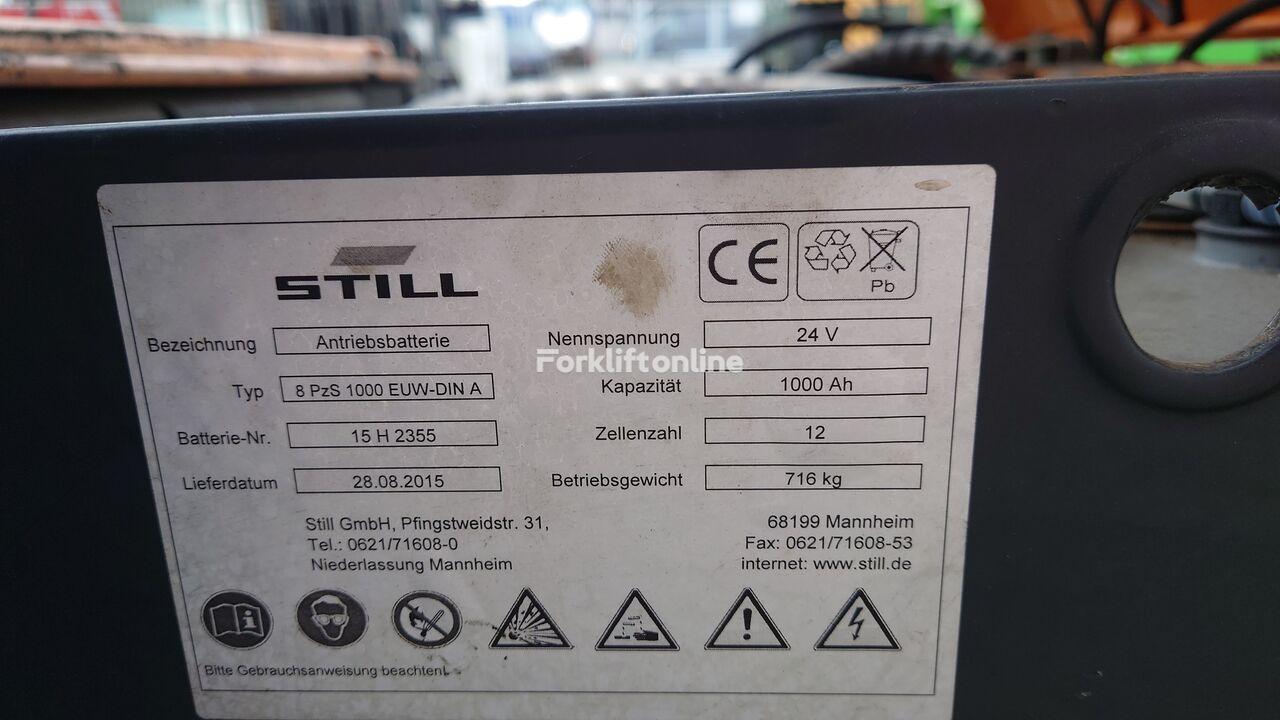 STILL
CE
Pb
Bezeichnung Antriebsbatterie
Nennspannung 24 V
Forkliftonline
Typ 8 PzS 1000 EUW-DIN A
Kapazität 1000 Ah
Batterie-Nr. 15 H 2355
Zellenzahl 12
Lieferdatum 28.08.2015
Betriebsgewicht 716 kg
Still GmbH, Pfingstweidstr. 31, 68199 Mannheim
Tel.: 0621/71608-0 Fax: 0621/71608-53
Niederlassung Mannheim internet: www.still.de
Bitte Gebrauchsanweisung beachten!